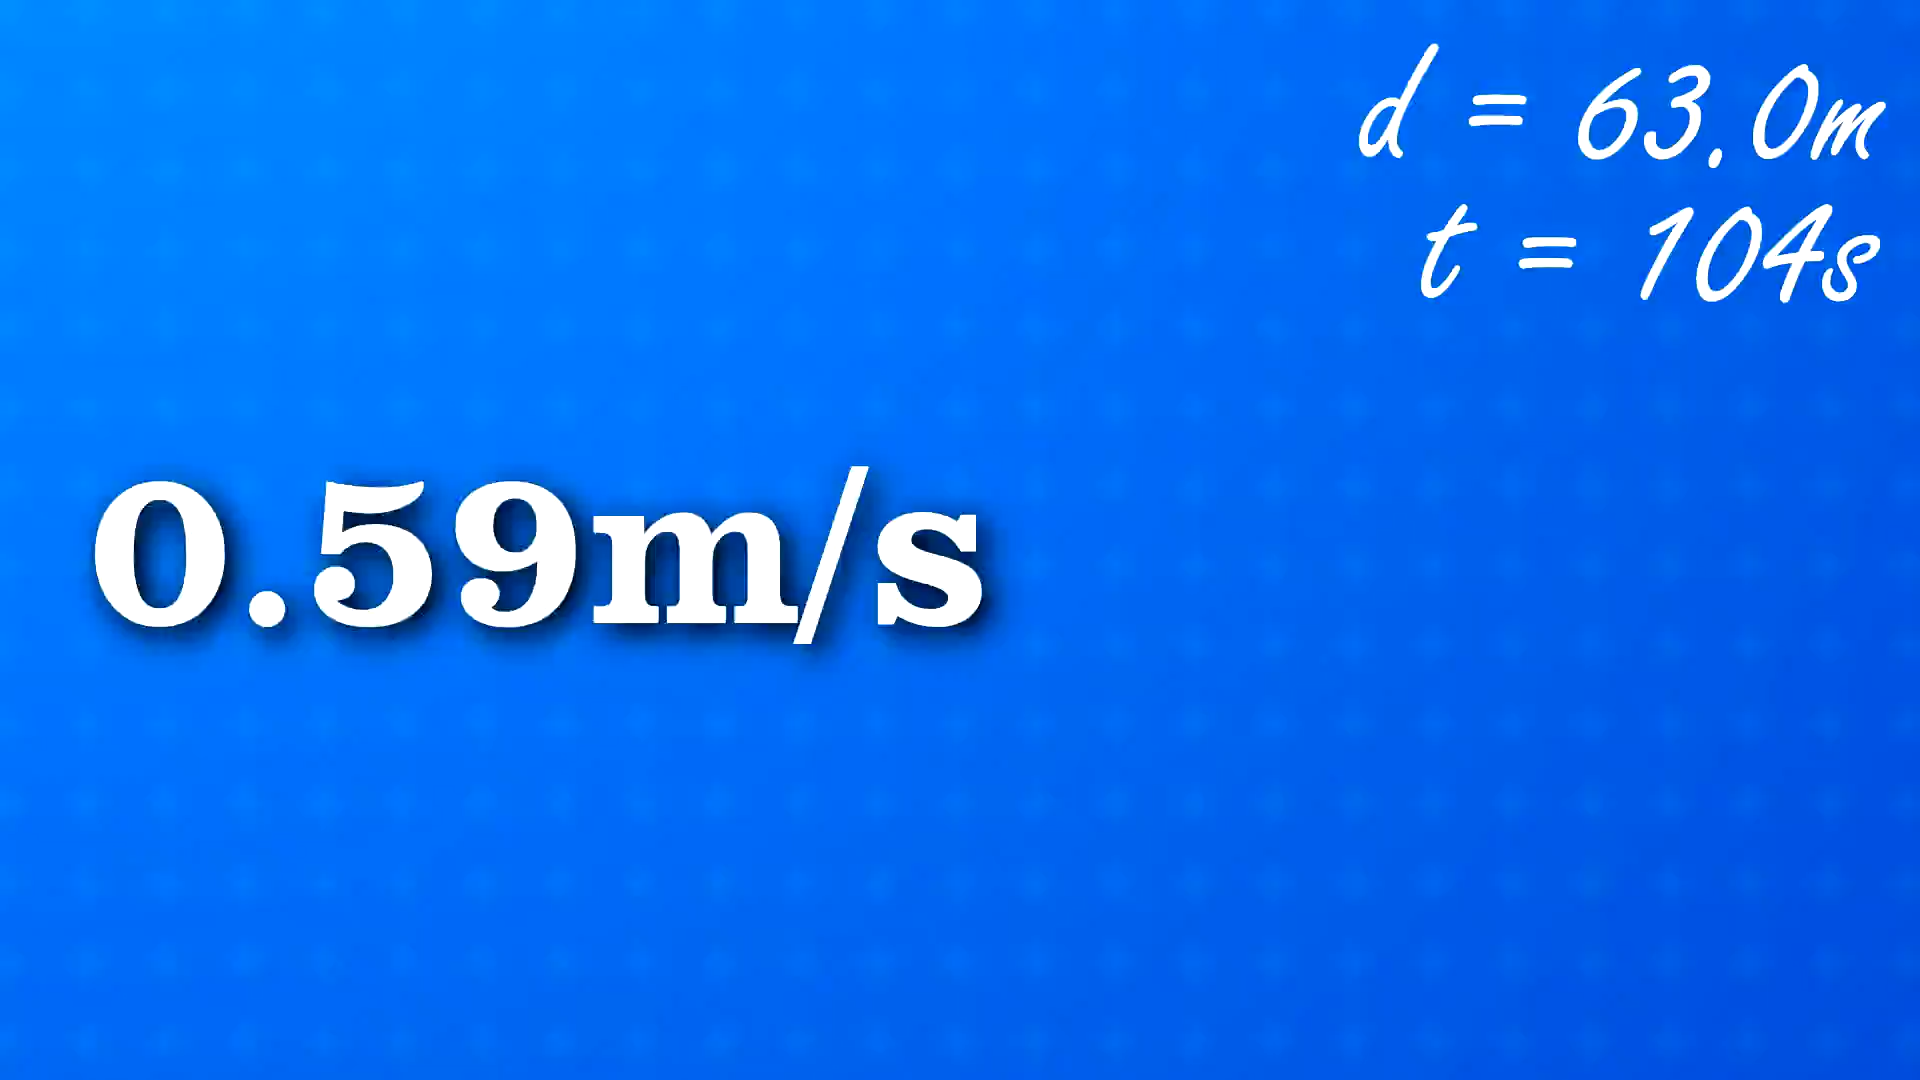 d = 63.0m
t = 104s
0.59m/s